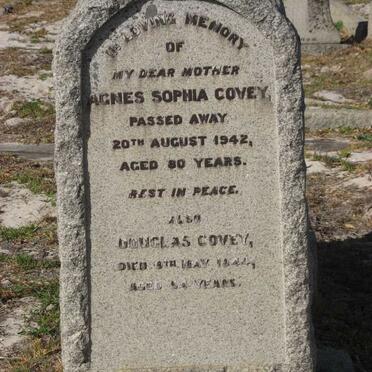 IN LOVING MEMORY
OF
MY DEAR MOTHER
AGNES SOPHIA COVEY,
PASSED AWAY
20TH AUGUST 1942,
AGED 80 YEARS.
REST IN PEACE.
ALSO
DOUGLAS COVEY,
DIED MAY
AGED YEARS.